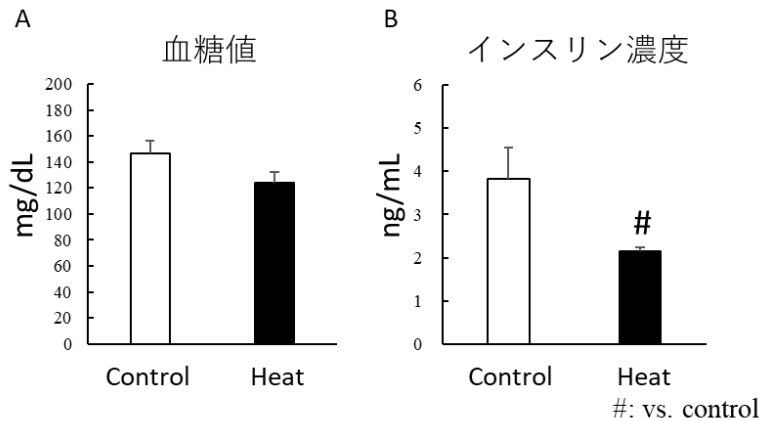 A
血糖値
mg/dL
200
180
160
140
120
100
80
60
40
20
0
Control Heat
B
インスリン濃度
ng/mL
6
5
4
3
2
1
0
#
Control Heat
#: vs. control